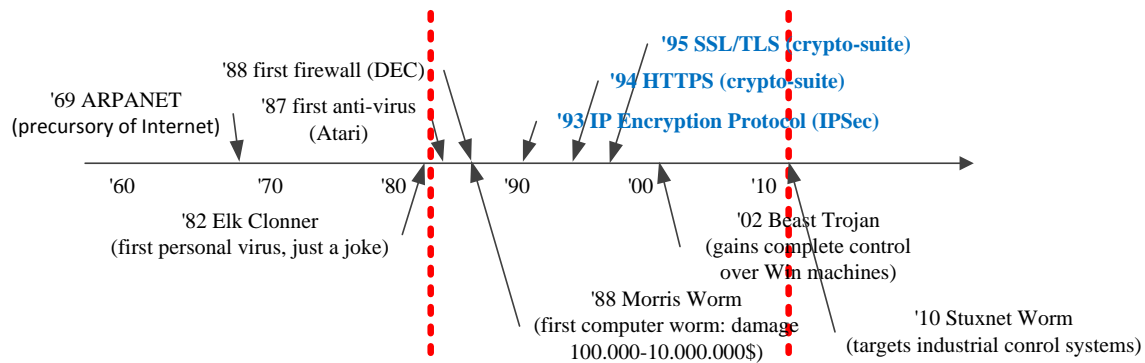 '95 SSL/TLS (crypto-suite)
'88 first firewall (DEC)
'94 HTTPS (crypto-suite)
'69 ARPANET
(precursory of Internet)
'87 first anti-virus
(Atari)
'93 IP Encryption Protocol (IPSec)
'60
'70
'80
'90
'00
'10
'82 Elk Clonner
(first personal virus, just a joke)
'02 Beast Trojan
(gains complete control
over Win machines)
'88 Morris Worm
(first computer worm: damage
100.000-10.000.000$)
'10 Stuxnet Worm
(targets industrial conrol systems)